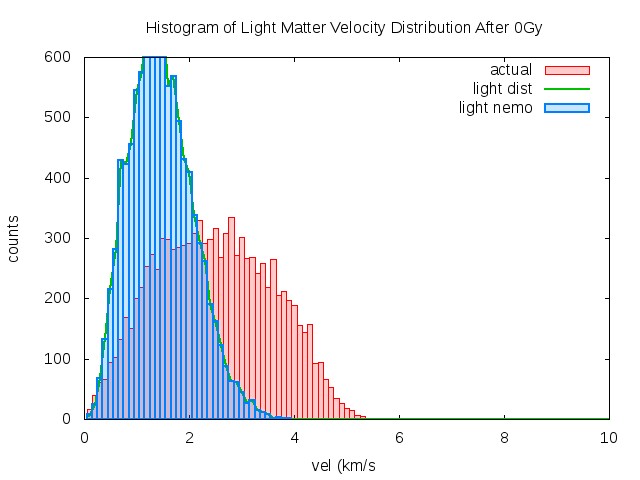 Histogram of Light Matter Velocity Distribution After 0Gy
actual
light dist
light nemo
600
500
400
300
200
100
0
counts
0 2 4 6 8 10
vel (km/s